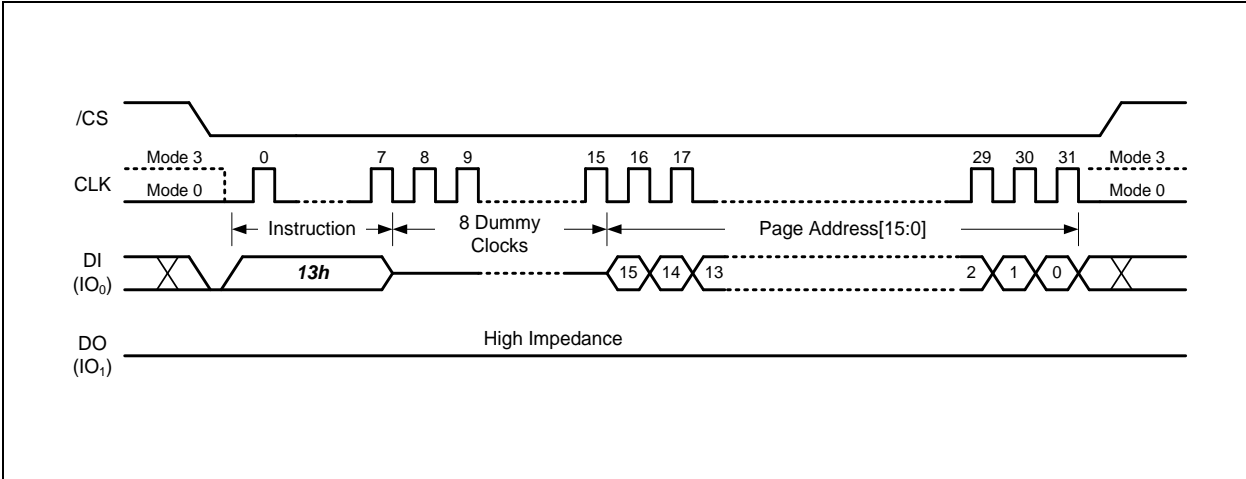 /CS
Mode 3 0 7 8 9 15 16 17 29 30 31 Mode 3
CLK
Mode 0 Mode 0
Instruction 8 Dummy Clocks Page Address[15:0]
DI (IO₀) 13h 15 14 13 2 1 0
DO (IO₁) High Impedance